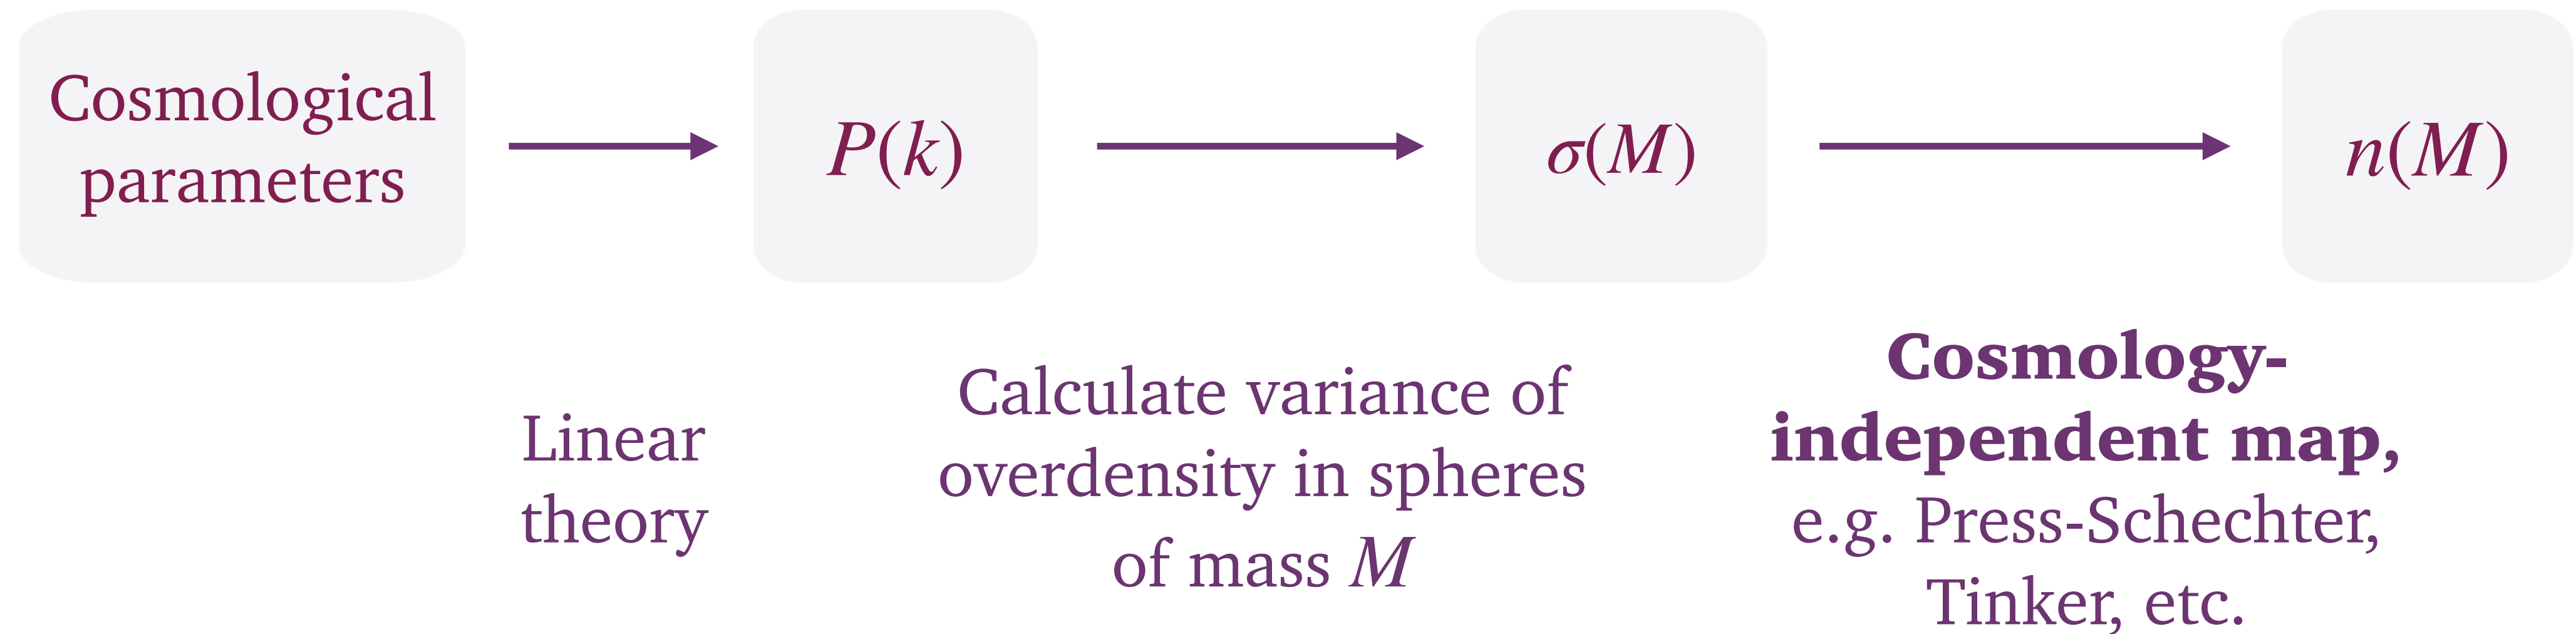 Cosmological
parameters
P(k)
σ(M)
n(M)
Linear
theory
Calculate variance of
overdensity in spheres
of mass M
Cosmology-
independent map,
e.g. Press-Schechter,
Tinker, etc.